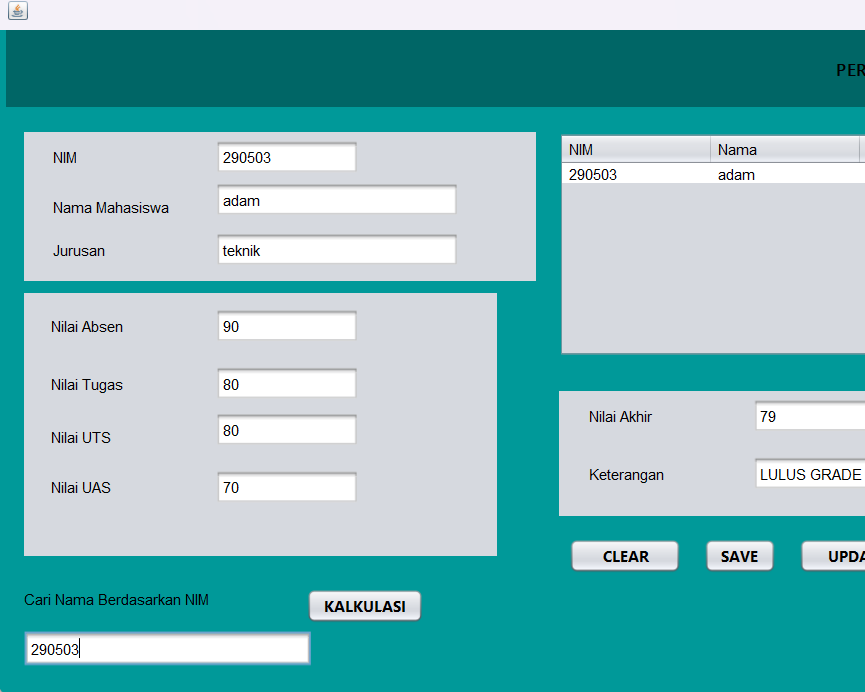 PER
NIM 290503
Nama Mahasiswa adam
Jurusan teknik
NIM Nama
290503 adam
Nilai Absen 90
Nilai Tugas 80
Nilai UTS 80
Nilai UAS 70
Nilai Akhir 79
Keterangan LULUS GRADE
CLEAR SAVE UPDA
Cari Nama Berdasarkan NIM
KALKULASI
290503